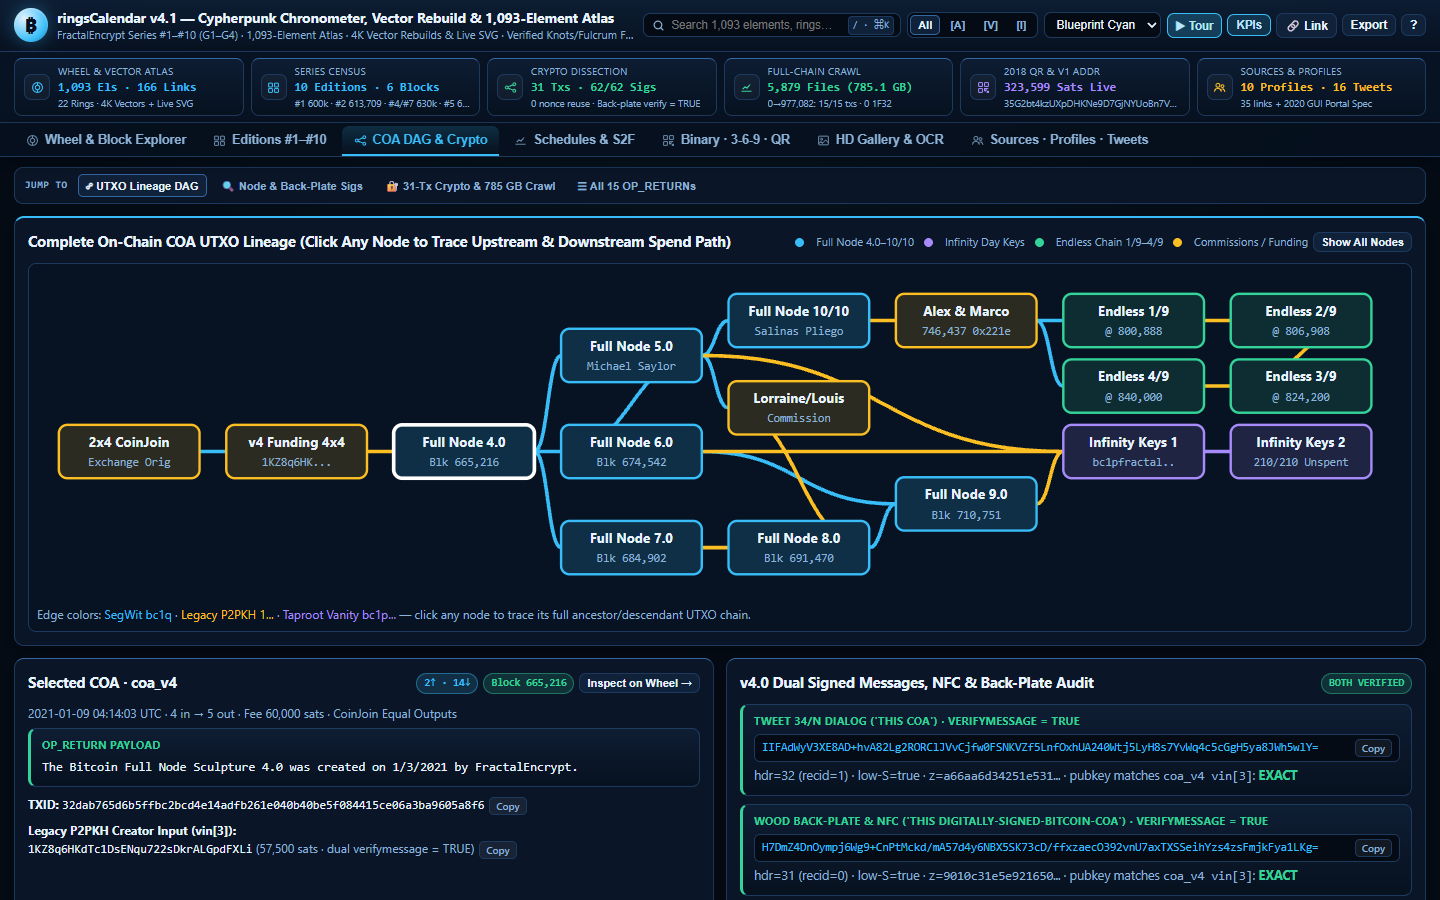 ringsCalendar v4.1 — Cypherpunk Chronometer, Vector Rebuild & 1,093-Element Atlas
FractalEncrypt Series #1–#10 (G1–G4) · 1,093-Element Atlas · 4K Vector Rebuilds & Live SVG · Verified Knots/Fulcrum F...
Search 1,093 elements, rings... / · ⌘K
All [A] [V] [I]
Blueprint Cyan
▶ Tour KPIs Link Export ?
WHEEL & VECTOR ATLAS
1,093 Els · 166 Links
22 Rings · 4K Vectors + Live SVG
SERIES CENSUS
10 Editions · 6 Blocks
#1 600k · #2 613,709 · #4/#7 630k · #5 6...
CRYPTO DISSECTION
31 Txs · 62/62 Sigs
0 nonce reuse · Back-plate verify = TRUE
FULL-CHAIN CRAWL
5,879 Files (785.1 GB)
0→977,082: 15/15 txs · 0 1F32
2018 QR & V1 ADDR
323,599 Sats Live
35G2bt4kzUXpDHKNe9D7GjNYUoBn7V...
SOURCES & PROFILES
10 Profiles · 16 Tweets
35 links + 2020 GUI Portal Spec
Wheel & Block Explorer
Editions #1–#10
COA DAG & Crypto
Schedules & S2F
Binary · 3-6-9 · QR
HD Gallery & OCR
Sources · Profiles · Tweets
JUMP TO
UTXO Lineage DAG
Node & Back-Plate Sigs
31-Tx Crypto & 785 GB Crawl
☰ All 15 OP_RETURNs
Complete On-Chain COA UTXO Lineage (Click Any Node to Trace Upstream & Downstream Spend Path)
Full Node 4.0–10/10
Infinity Day Keys
Endless Chain 1/9–4/9
Commissions / Funding
Show All Nodes
Full Node 10/10
Salinas Pliego
Alex & Marco
746,437 0x221e
Endless 1/9
@ 800,888
Endless 2/9
@ 806,908
Full Node 5.0
Michael Saylor
Endless 4/9
@ 840,000
Endless 3/9
@ 824,200
Lorraine/Louis
Commission
2x4 CoinJoin
Exchange Orig
v4 Funding 4x4
1KZ8q6HK...
Full Node 4.0
Blk 665,216
Full Node 6.0
Blk 674,542
Infinity Keys 1
bc1pfractal..
Infinity Keys 2
210/210 Unspent
Full Node 9.0
Blk 710,751
Full Node 7.0
Blk 684,902
Full Node 8.0
Blk 691,470
Edge colors: SegWit bc1q · Legacy P2PKH 1... · Taproot Vanity bc1p... — click any node to trace its full ancestor/descendant UTXO chain.
Selected COA · coa_v4
2↑ · 14↓
Block 665,216
Inspect on Wheel →
2021-01-09 04:14:03 UTC · 4 in → 5 out · Fee 60,000 sats · CoinJoin Equal Outputs
OP_RETURN PAYLOAD
The Bitcoin Full Node Sculpture 4.0 was created on 1/3/2021 by FractalEncrypt.
TXID: 32dab765d6b5ffbc2bcd4e14adfb261e040b40be5f084415ce06a3ba9605a8f6 Copy
Legacy P2PKH Creator Input (vin[3]):
1KZ8q6HKdTc1DsENqu722sDkrALGpdFXLi (57,500 sats · dual verifymessage = TRUE) Copy
v4.0 Dual Signed Messages, NFC & Back-Plate Audit
BOTH VERIFIED
TWEET 34/N DIALOG ('THIS COA') · VERIFYMESSAGE = TRUE
IIFAdWyV3XE8AD+hvA82Lg2RORClJVvCjfw0FSNKVZf5LnfOxhUA240Wtj5LyH8s7YvWq4c5cGgH5ya8JWh5wlY= Copy
hdr=32 (recid=1) · low-S=true · z=a66aa6d34251e531... · pubkey matches coa_v4 vin[3]: EXACT
WOOD BACK-PLATE & NFC ('THIS DIGITALLY-SIGNED-BITCOIN-COA') · VERIFYMESSAGE = TRUE
H7DmZ4DnOympj6Wg9+CnPtMckd/mA57d4y6NBX5SK73cD/ffxzaecO392vnU7axTXSSeihYzs4zsFmjkFya1LKg= Copy
hdr=31 (recid=0) · low-S=true · z=9010c31e5e921650... · pubkey matches coa_v4 vin[3]: EXACT